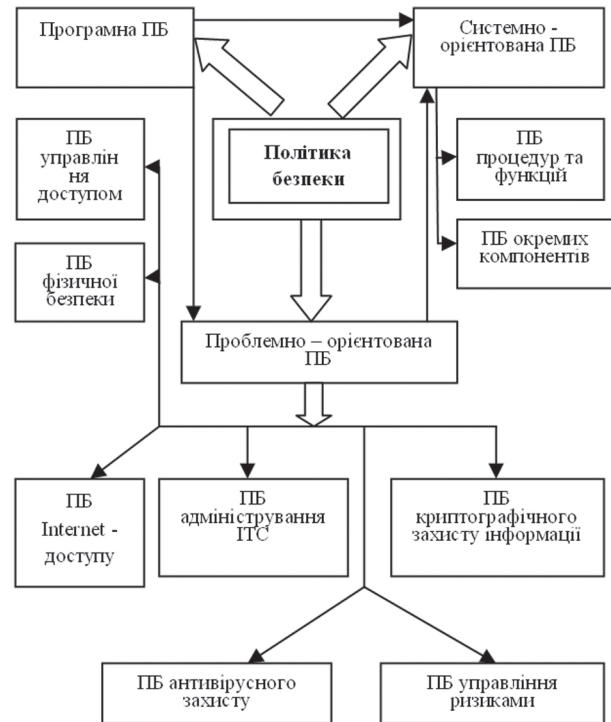 Програмна ПБ
Системно -
орієнтована ПБ
ПБ
управлін
ня
доступом
Політика
безпеки
ПБ
процедур та
функцій
ПБ
фізичної
безпеки
ПБ окремих
компонентів
Проблемно – орієнтована
ПБ
ПБ
Internet -
доступу
ПБ
адміністрування
ІТС
ПБ
криптографічного
захисту інформації
ПБ антивірусного
захисту
ПБ управління
ризиками